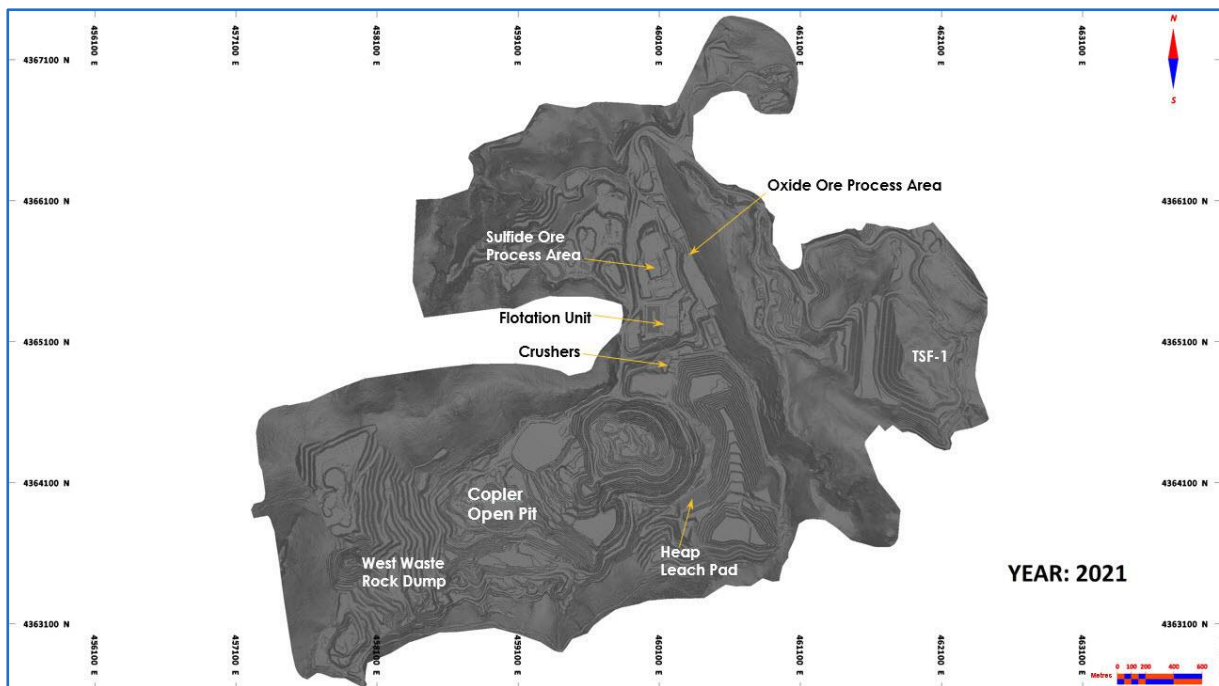 456100 E
457100 E
458100 E
459100 E
460100 E
461100 E
462100 E
463100 E
N
S
4367100 N
4367100 N
4366100 N
4366100 N
Oxide Ore Process Area
Sulfide Ore
Process Area
Flotation Unit
4365100 N
4365100 N
Crushers
TSF-1
4364100 N
4364100 N
Copler
Open Pit
Heap
Leach Pad
West Waste
Rock Dump
YEAR: 2021
4363100 N
4363100 N
456100 E
457100 E
458100 E
459100 E
460100 E
461100 E
462100 E
463100 E
0 100 200 400 600
Metres